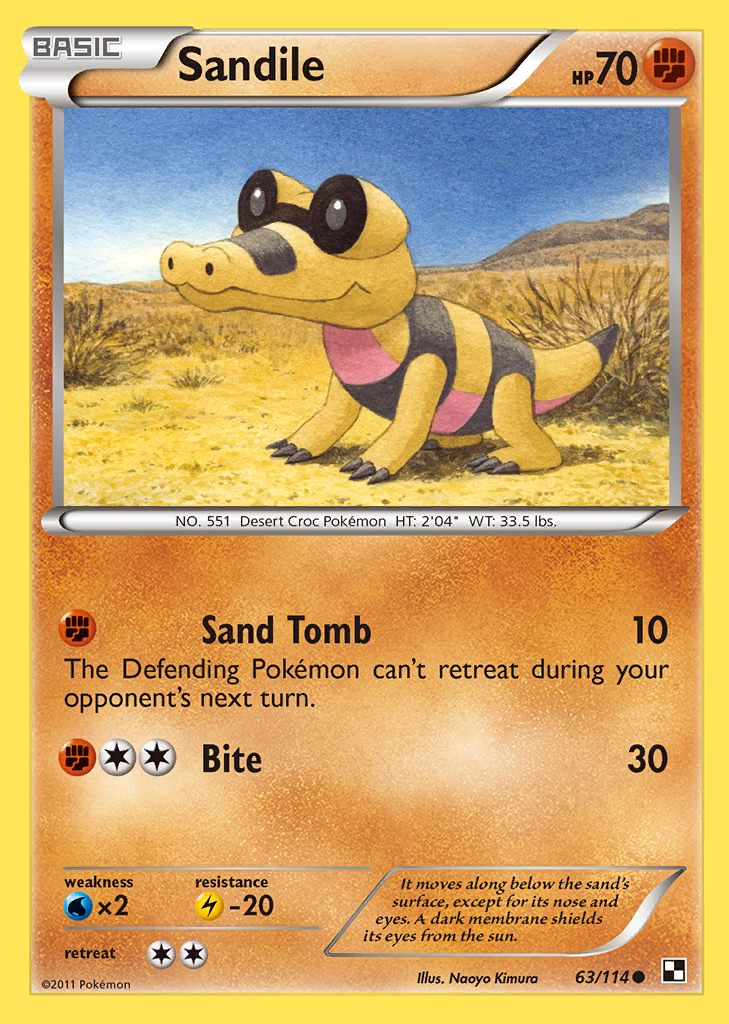 BASIC Sandile HP 70
NO. 551 Desert Croc Pokémon HT: 2'04" WT: 33.5 lbs.
Sand Tomb 10
The Defending Pokémon can't retreat during your
opponent's next turn.
Bite 30
weakness resistance
×2 -20
retreat
It moves along below the sand's
surface, except for its nose and
eyes. A dark membrane shields
its eyes from the sun.
©2011 Pokémon Illus. Naoyo Kimura 63/114